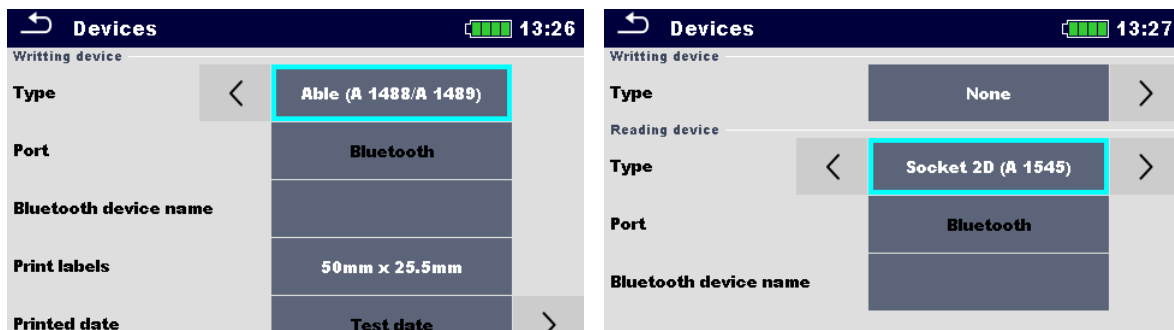 Devices 13:26
Writting device
Type Able (A 1488/A 1489)
Port Bluetooth
Bluetooth device name
Print labels 50mm x 25.5mm
Printed date Test date
Devices 13:27
Writting device
Type None
Reading device
Type Socket 2D (A 1545)
Port Bluetooth
Bluetooth device name